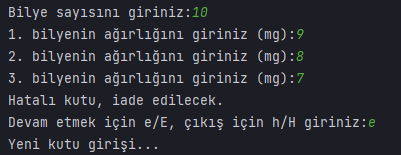 Bilye sayısını giriniz:10
1. bilyenin ağırlığını giriniz (mg):9
2. bilyenin ağırlığını giriniz (mg):8
3. bilyenin ağırlığını giriniz (mg):7
Hatalı kutu, iade edilecek.
Devam etmek için e/E, çıkış için h/H giriniz:e
Yeni kutu girişi...